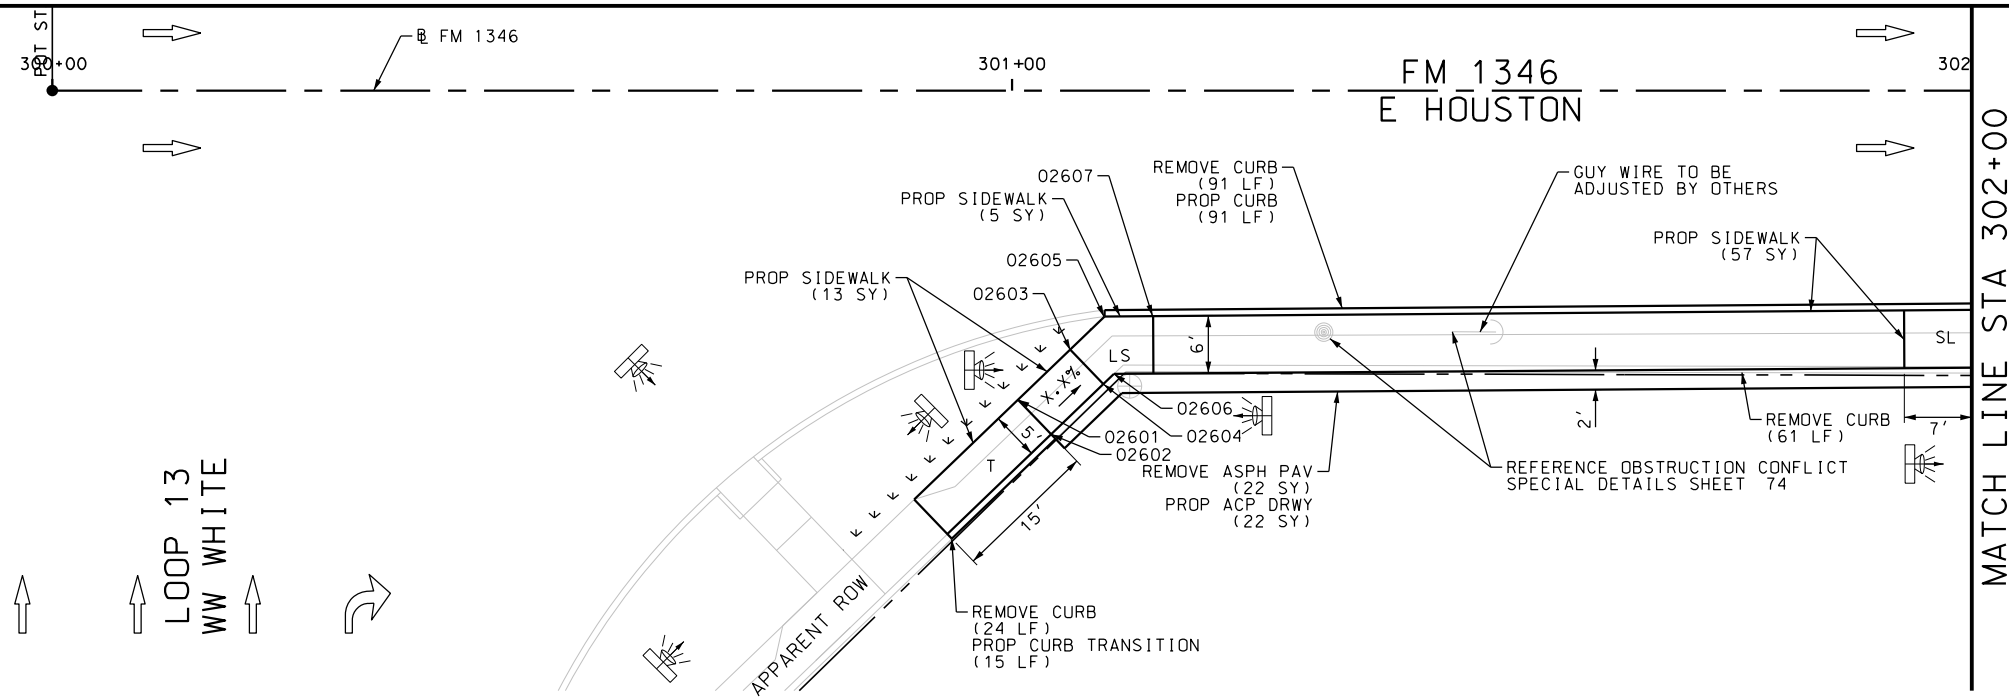 POT ST
300+00
℄ FM 1346
301+00
FM 1346
E HOUSTON
302
MATCH LINE STA 302+00
REMOVE CURB
(91 LF)
PROP CURB
(91 LF)
02607
PROP SIDEWALK
(5 SY)
GUY WIRE TO BE
ADJUSTED BY OTHERS
PROP SIDEWALK
(57 SY)
02605
PROP SIDEWALK
(13 SY)
02603
6'
LS
SL
X.X%
02606
02601
02604
02602
5'
T
2'
REMOVE CURB
(61 LF)
7'
REMOVE ASPH PAV
(22 SY)
PROP ACP DRWY
(22 SY)
REFERENCE OBSTRUCTION CONFLICT
SPECIAL DETAILS SHEET 74
15'
LOOP 13
WW WHITE
APPARENT ROW
REMOVE CURB
(24 LF)
PROP CURB TRANSITION
(15 LF)